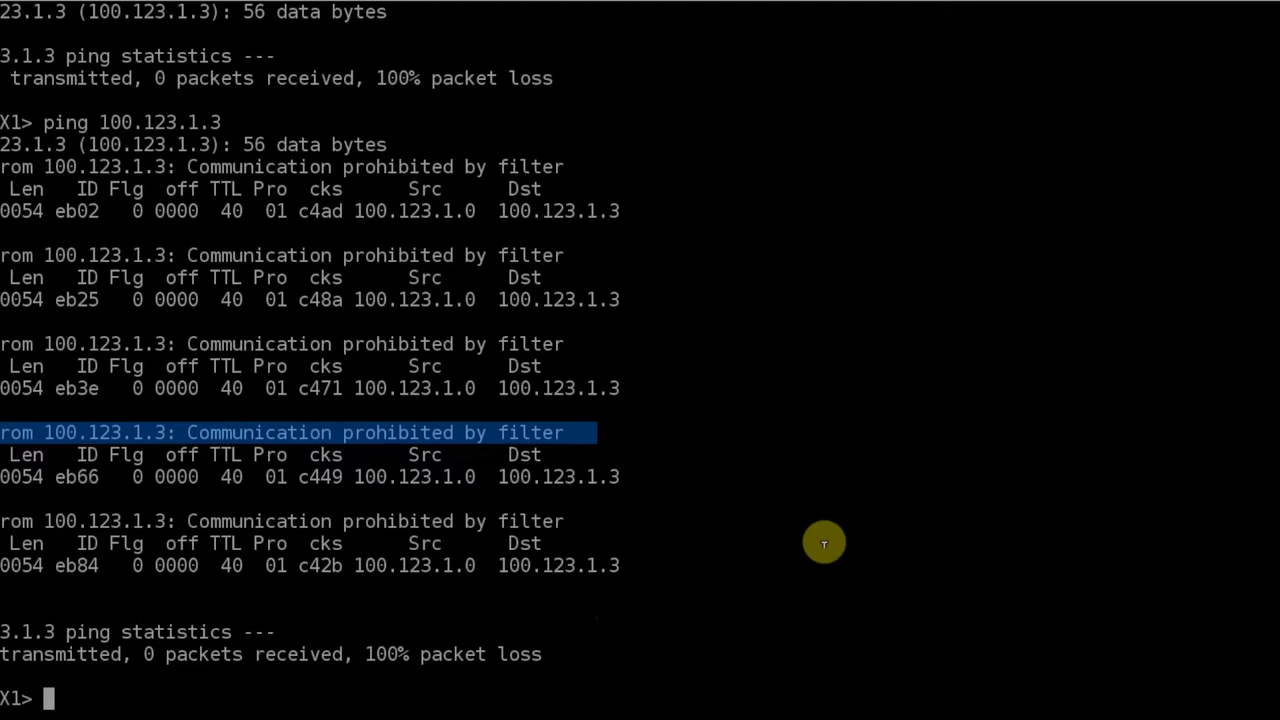 23.1.3 (100.123.1.3): 56 data bytes
3.1.3 ping statistics ---
transmitted, 0 packets received, 100% packet loss
X1> ping 100.123.1.3
23.1.3 (100.123.1.3): 56 data bytes
rom 100.123.1.3: Communication prohibited by filter
Len ID Flg off TTL Pro cks Src Dst
0054 eb02 0 0000 40 01 c4ad 100.123.1.0 100.123.1.3
rom 100.123.1.3: Communication prohibited by filter
Len ID Flg off TTL Pro cks Src Dst
0054 eb25 0 0000 40 01 c48a 100.123.1.0 100.123.1.3
rom 100.123.1.3: Communication prohibited by filter
Len ID Flg off TTL Pro cks Src Dst
0054 eb3e 0 0000 40 01 c471 100.123.1.0 100.123.1.3
rom 100.123.1.3: Communication prohibited by filter
Len ID Flg off TTL Pro cks Src Dst
0054 eb66 0 0000 40 01 c449 100.123.1.0 100.123.1.3
rom 100.123.1.3: Communication prohibited by filter
Len ID Flg off TTL Pro cks Src Dst
0054 eb84 0 0000 40 01 c42b 100.123.1.0 100.123.1.3
3.1.3 ping statistics ---
transmitted, 0 packets received, 100% packet loss
X1>